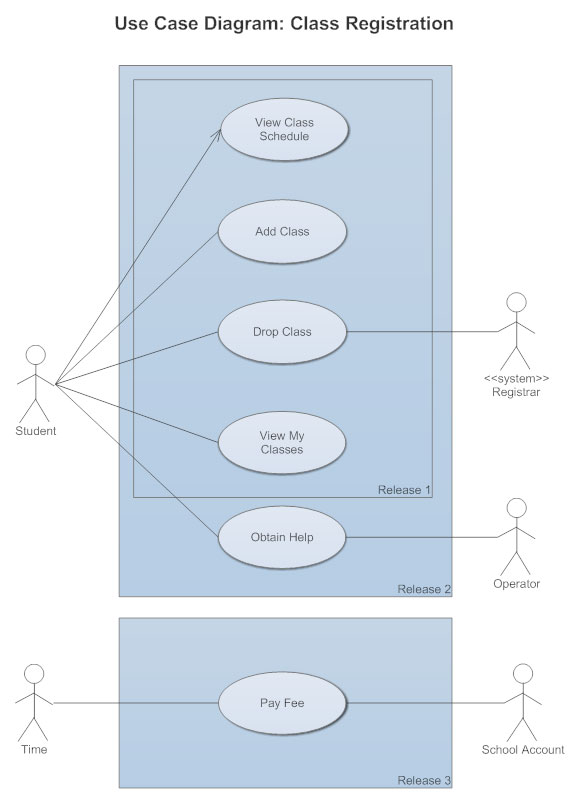 Use Case Diagram: Class Registration
View Class
Schedule
Add Class
Drop Class
<<system>>
Registrar
Student
View My
Classes
Release 1
Obtain Help
Operator
Release 2
Pay Fee
Time
School Account
Release 3